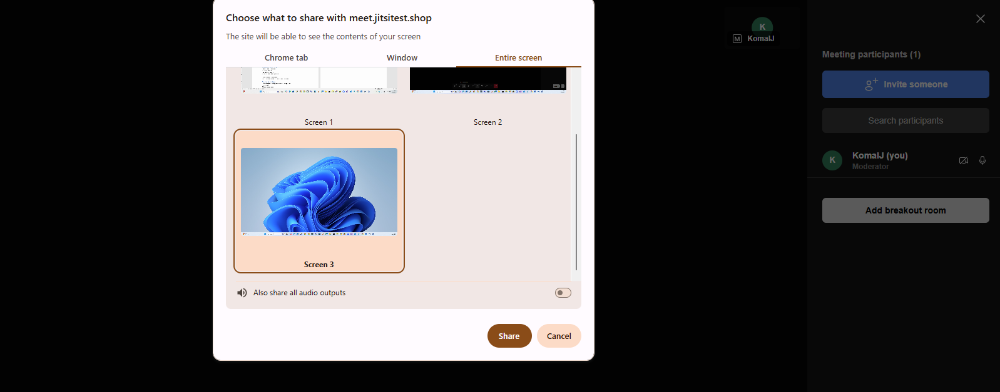 Choose what to share with meet.jitsitest.shop
The site will be able to see the contents of your screen
Chrome tab
Window
Entire screen
Screen 1
Screen 2
Screen 3
Also share all audio outputs
Share
Cancel
K
M KomalJ
Meeting participants (1)
Invite someone
Search participants
K
KomalJ (you)
Moderator
Add breakout room